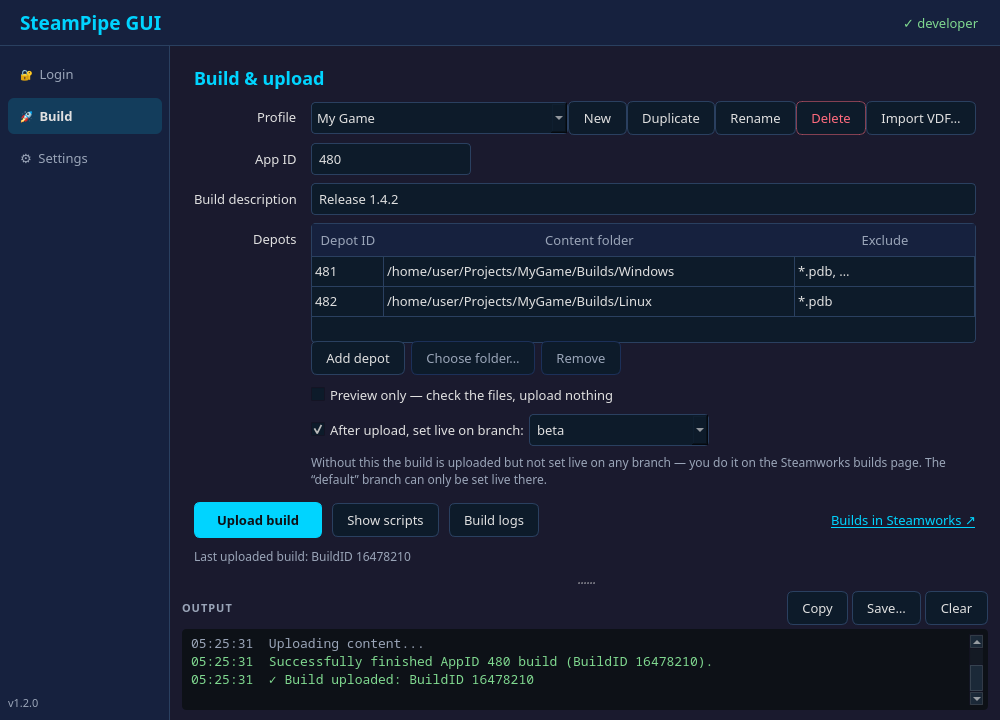 SteamPipe GUI
✓ developer
🔐 Login
🚀 Build
⚙ Settings
Build & upload
Profile My Game New Duplicate Rename Delete Import VDF...
App ID 480
Build description Release 1.4.2
Depots Depot ID Content folder Exclude
481 /home/user/Projects/MyGame/Builds/Windows *.pdb, ...
482 /home/user/Projects/MyGame/Builds/Linux *.pdb
Add depot Choose folder... Remove
Preview only — check the files, upload nothing
✓ After upload, set live on branch: beta
Without this the build is uploaded but not set live on any branch — you do it on the Steamworks builds page. The
“default” branch can only be set live there.
Upload build Show scripts Build logs Builds in Steamworks ↗
Last uploaded build: BuildID 16478210
OUTPUT Copy Save... Clear
05:25:31 Uploading content...
05:25:31 Successfully finished AppID 480 build (BuildID 16478210).
05:25:31 ✓ Build uploaded: BuildID 16478210
v1.2.0